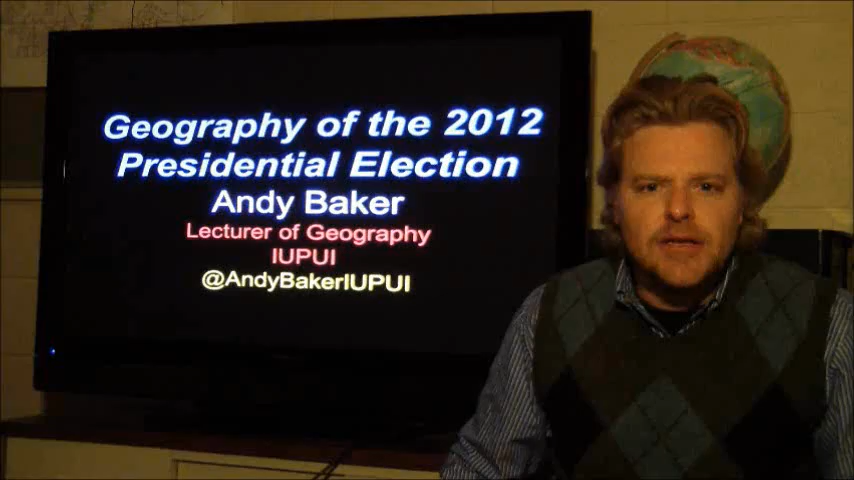 Geography of the 2012
Presidential Election
Andy Baker
Lecturer of Geography
IUPUI
@AndyBakerIUPUI